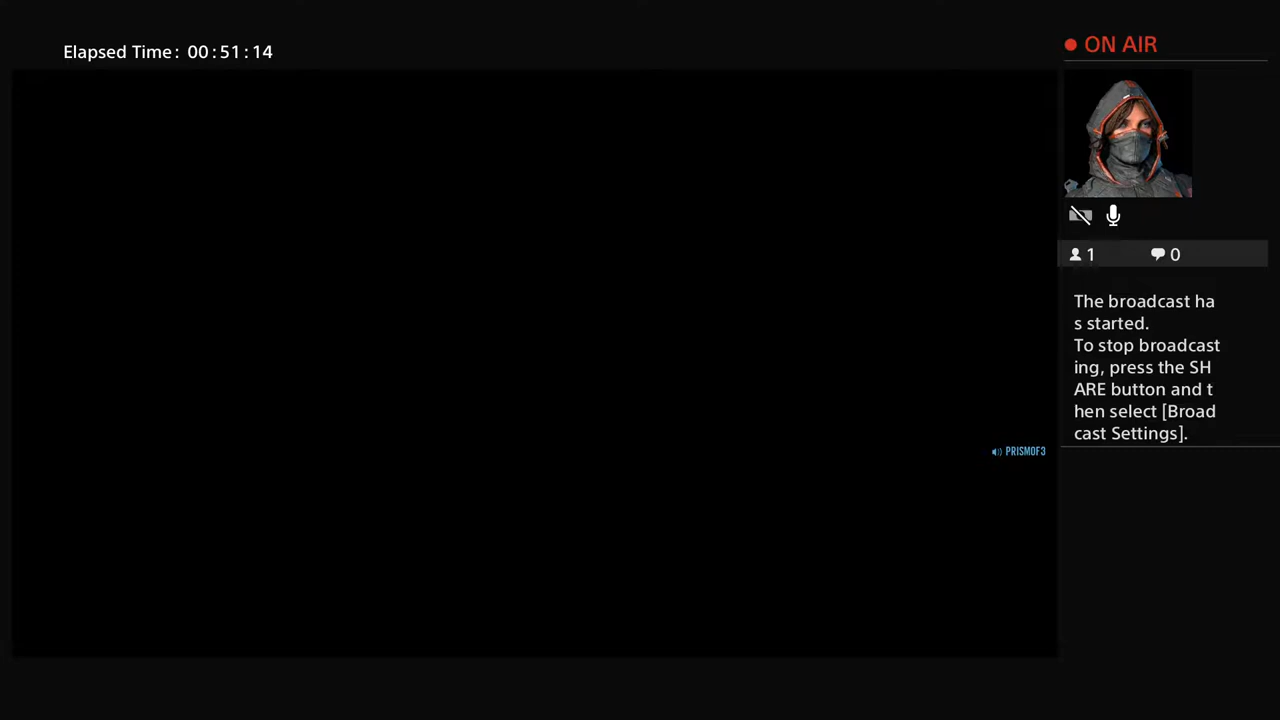 Elapsed Time: 00:51:14
ON AIR
1 0
The broadcast ha
s started.
To stop broadcast
ing, press the SH
ARE button and t
hen select [Broad
cast Settings].
PRISMOF3